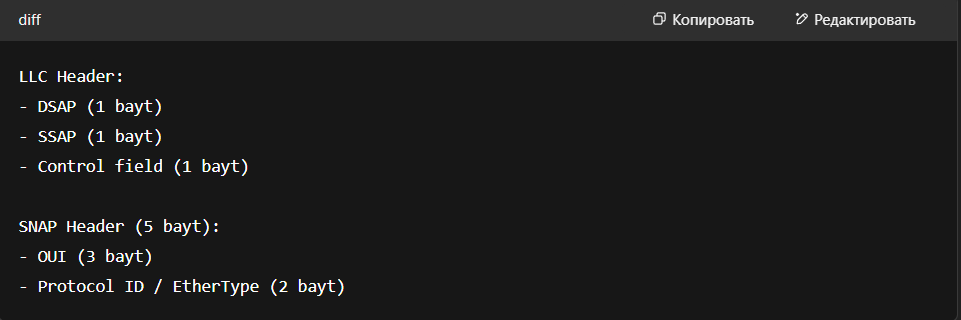 diff
Копировать
Редактировать
LLC Header:
- DSAP (1 bayt)
- SSAP (1 bayt)
- Control field (1 bayt)
SNAP Header (5 bayt):
- OUI (3 bayt)
- Protocol ID / EtherType (2 bayt)